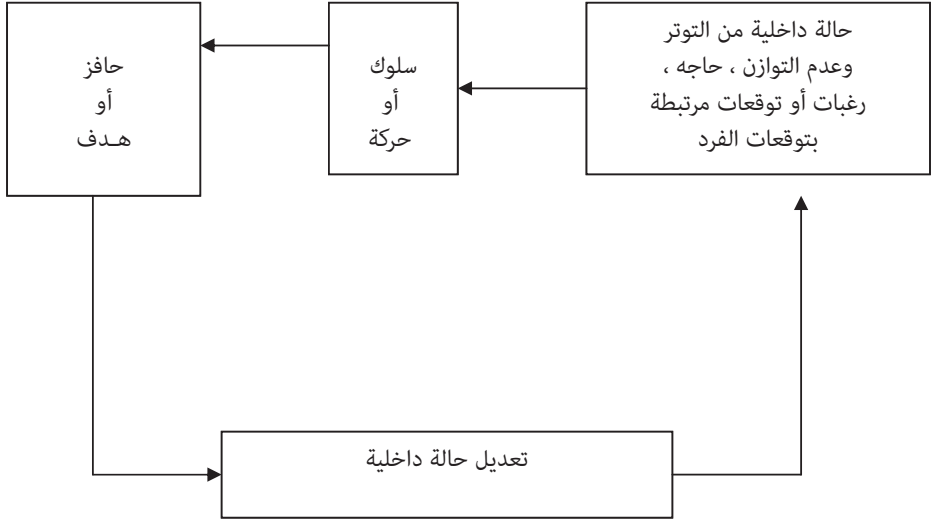 حالة داخلية من التوتر
وعدم التوازن ، حاجه ،
رغبات أو توقعات مرتبطة
بتوقعات الفرد
سلوك
أو
حركة
حافز
أو
هـدف
تعديل حالة داخلية